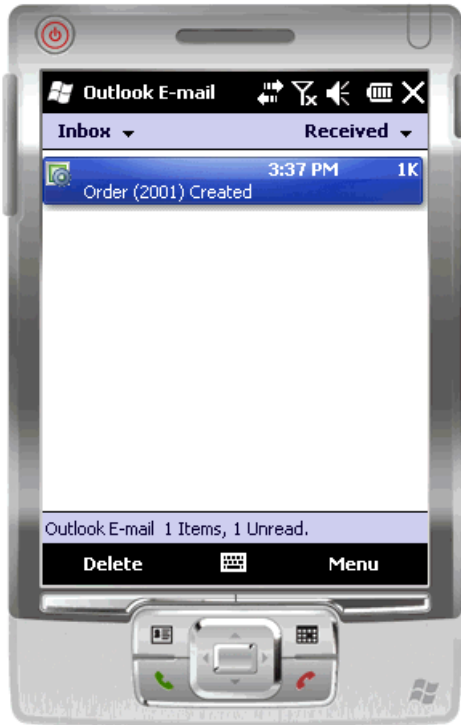 Outlook E-mail
Inbox Received
3:37 PM 1K
Order (2001) Created
Outlook E-mail 1 Items, 1 Unread.
Delete Menu